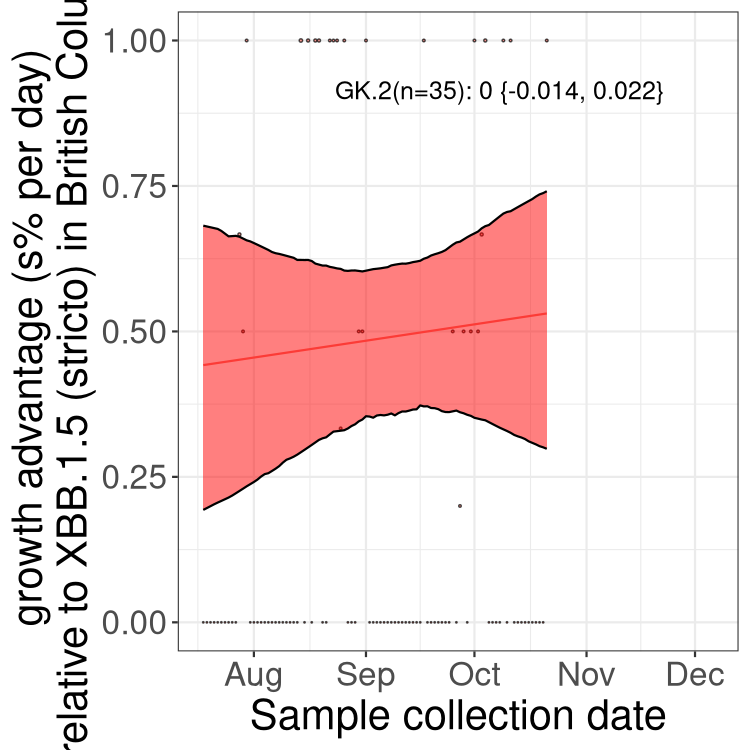 growth advantage (s% per day)
relative to XBB.1.5 (stricto) in British
1.00
0.75
0.50
0.25
0.00
GK.2(n=35): 0 {-0.014, 0.022}
Aug Sep Oct Nov Dec
Sample collection date